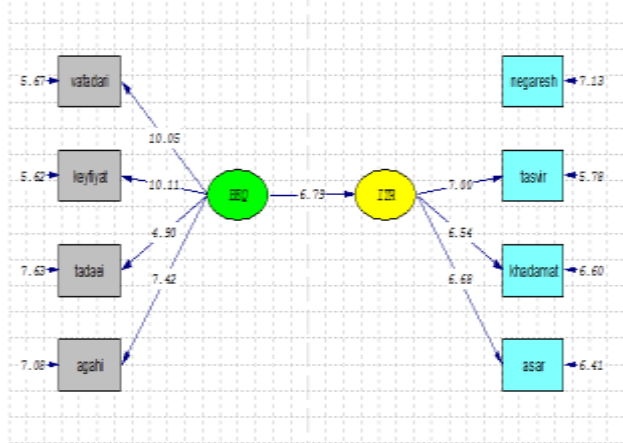 5.67 vafadari
10.05
5.62 keyfiyat
10.11
4.90
7.63 tadaei
7.42
7.08 agahi
6.79
negaresh 7.13
7.00
tasvir 5.78
6.54
khadamat 6.60
6.68
asar 6.41